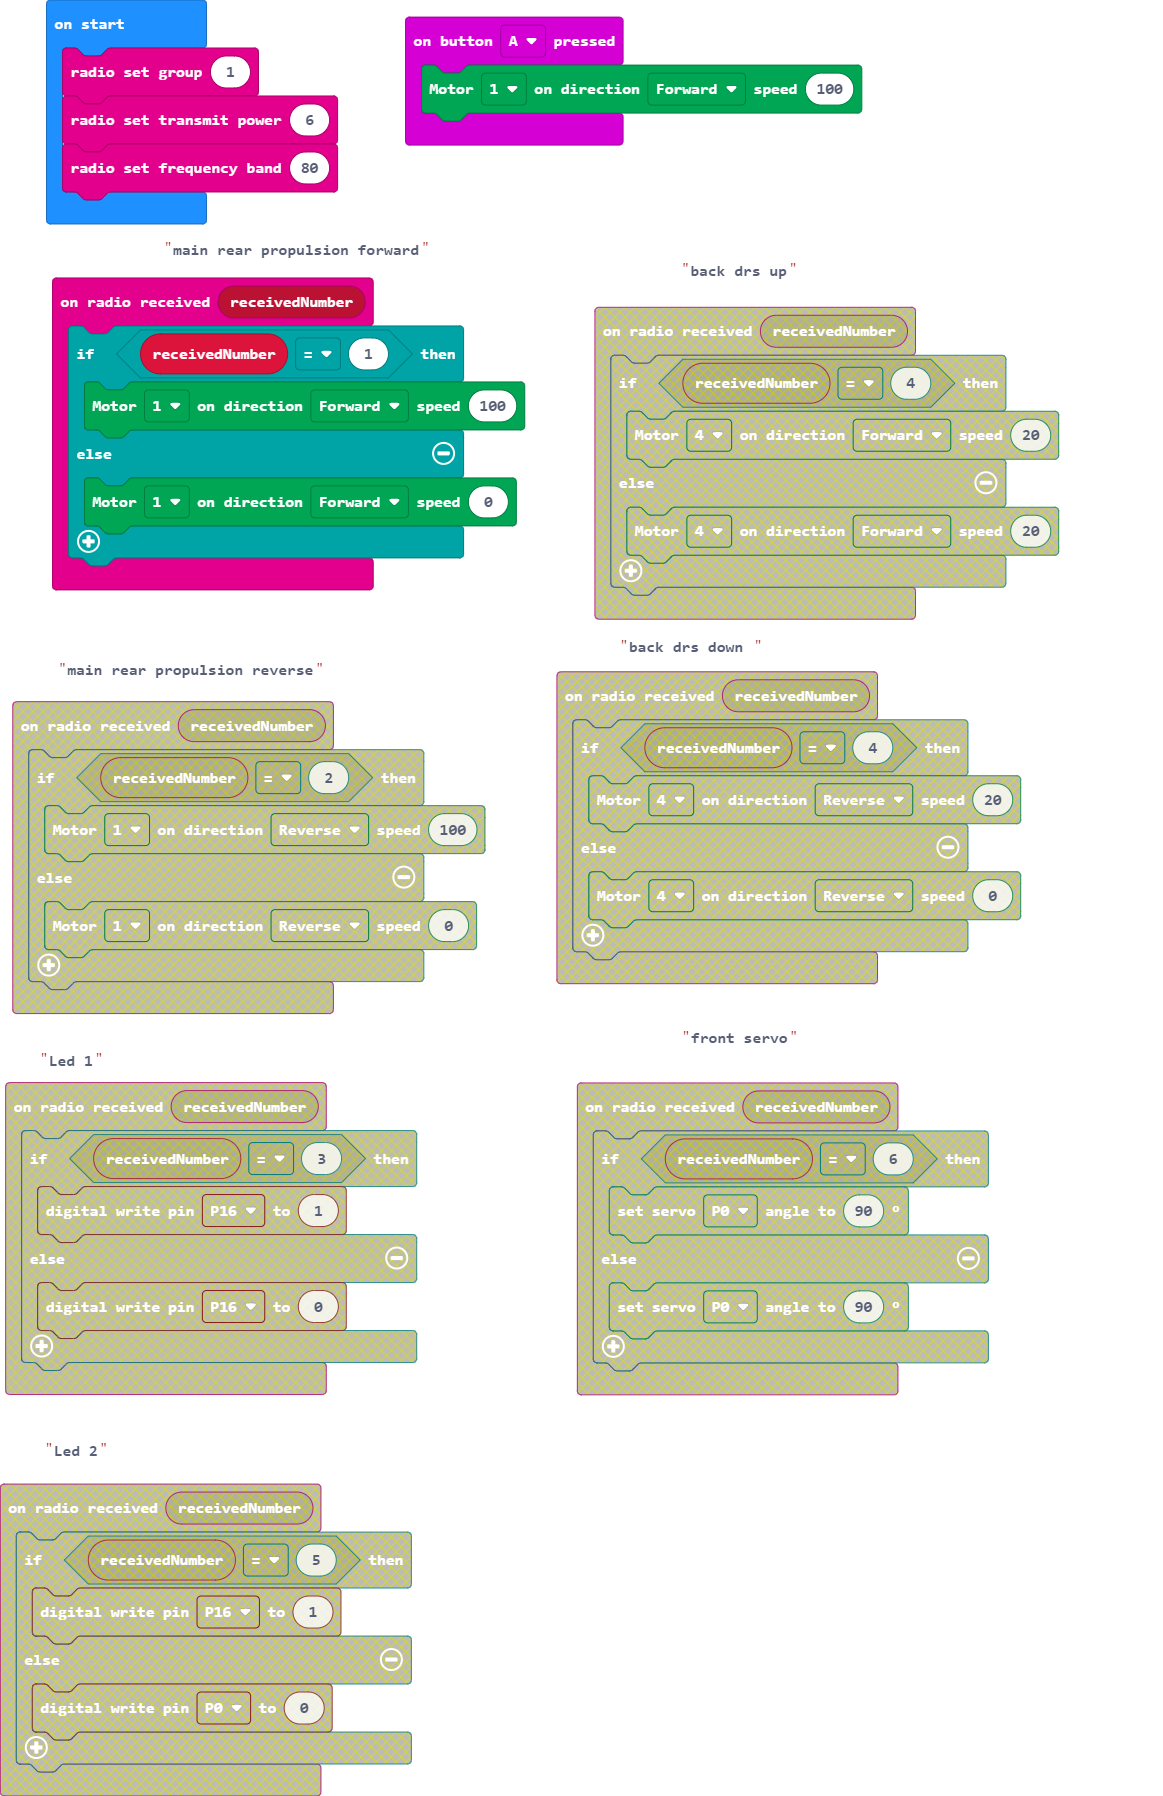 on start
radio set group 1
radio set transmit power 6
radio set frequency band 80
on button A pressed
Motor 1 on direction Forward speed 100
"main rear propulsion forward"
on radio received receivedNumber
if receivedNumber = 1 then
Motor 1 on direction Forward speed 100
else
Motor 1 on direction Forward speed 0
"back drs up"
on radio received receivedNumber
if receivedNumber = 4 then
Motor 4 on direction Forward speed 20
else
Motor 4 on direction Forward speed 20
"main rear propulsion reverse"
on radio received receivedNumber
if receivedNumber = 2 then
Motor 1 on direction Reverse speed 100
else
Motor 1 on direction Reverse speed 0
"back drs down "
on radio received receivedNumber
if receivedNumber = 4 then
Motor 4 on direction Reverse speed 20
else
Motor 4 on direction Reverse speed 0
"Led 1"
on radio received receivedNumber
if receivedNumber = 3 then
digital write pin P16 to 1
else
digital write pin P16 to 0
"front servo"
on radio received receivedNumber
if receivedNumber = 6 then
set servo P0 angle to 90 °
else
set servo P0 angle to 90 °
"Led 2"
on radio received receivedNumber
if receivedNumber = 5 then
digital write pin P16 to 1
else
digital write pin P0 to 0